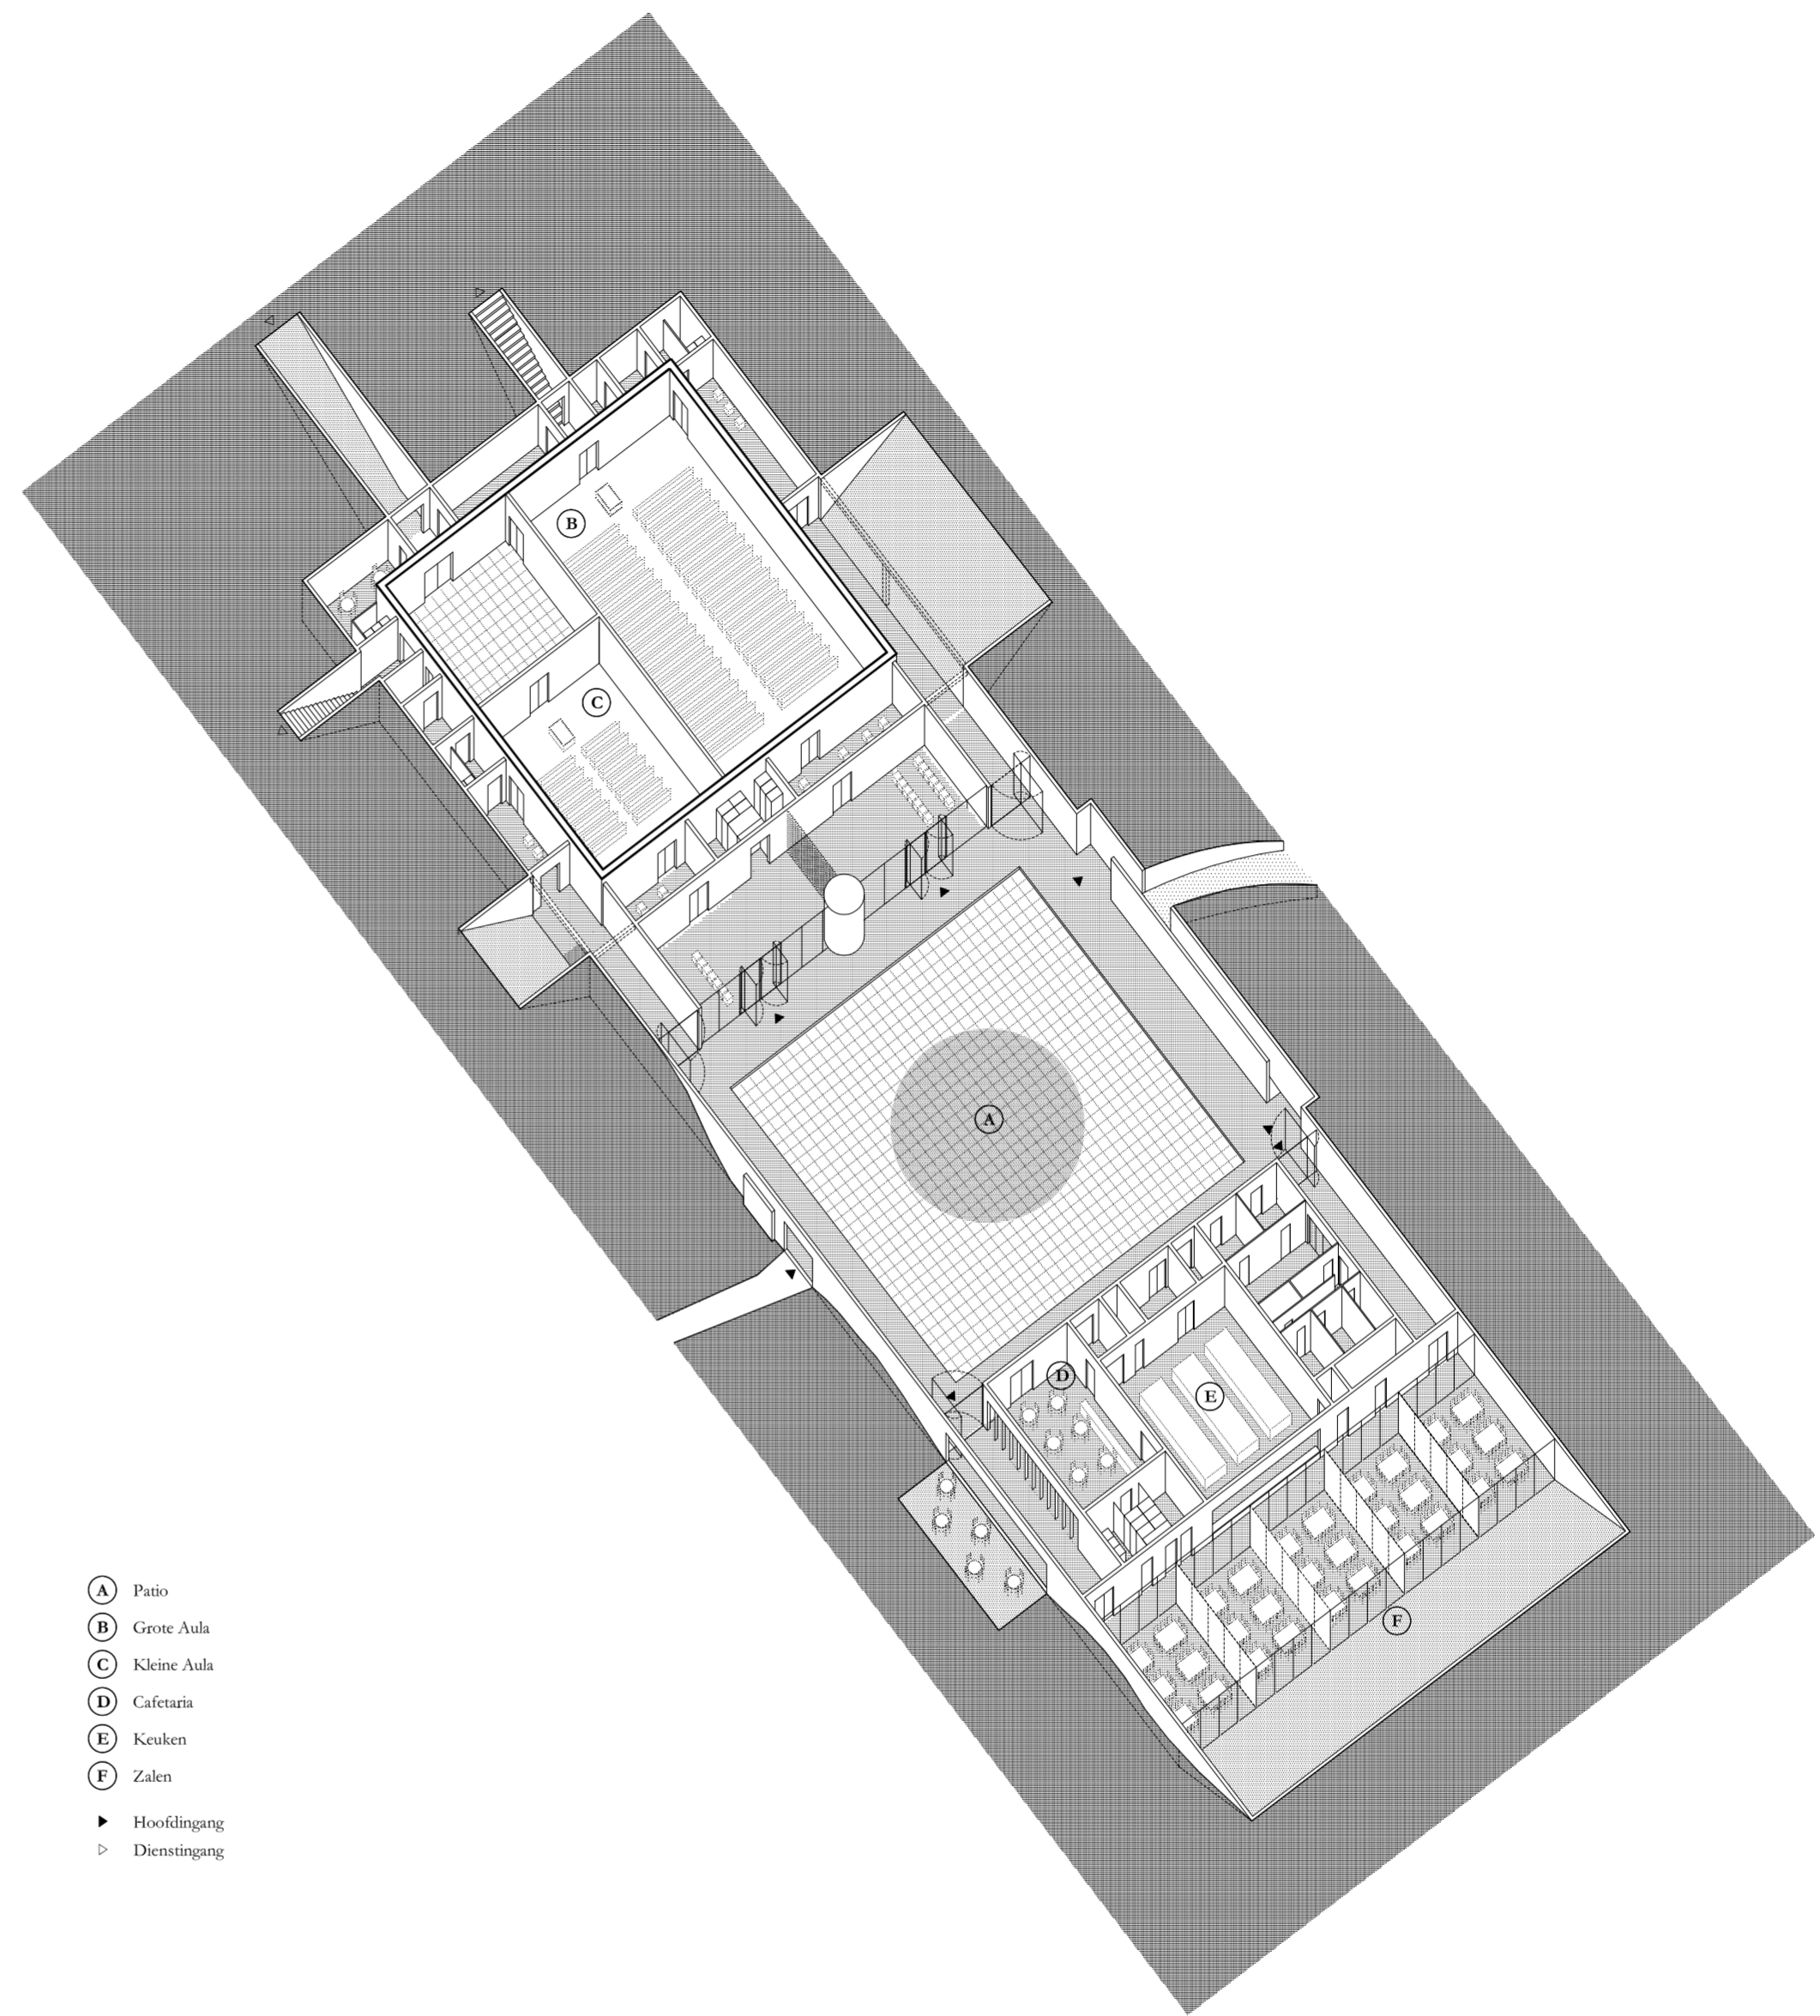 B
C
A
D
E
F
A Patio
B Grote Aula
C Kleine Aula
D Cafetaria
E Keuken
F Zalen
Hoofdingang
Dienstingang